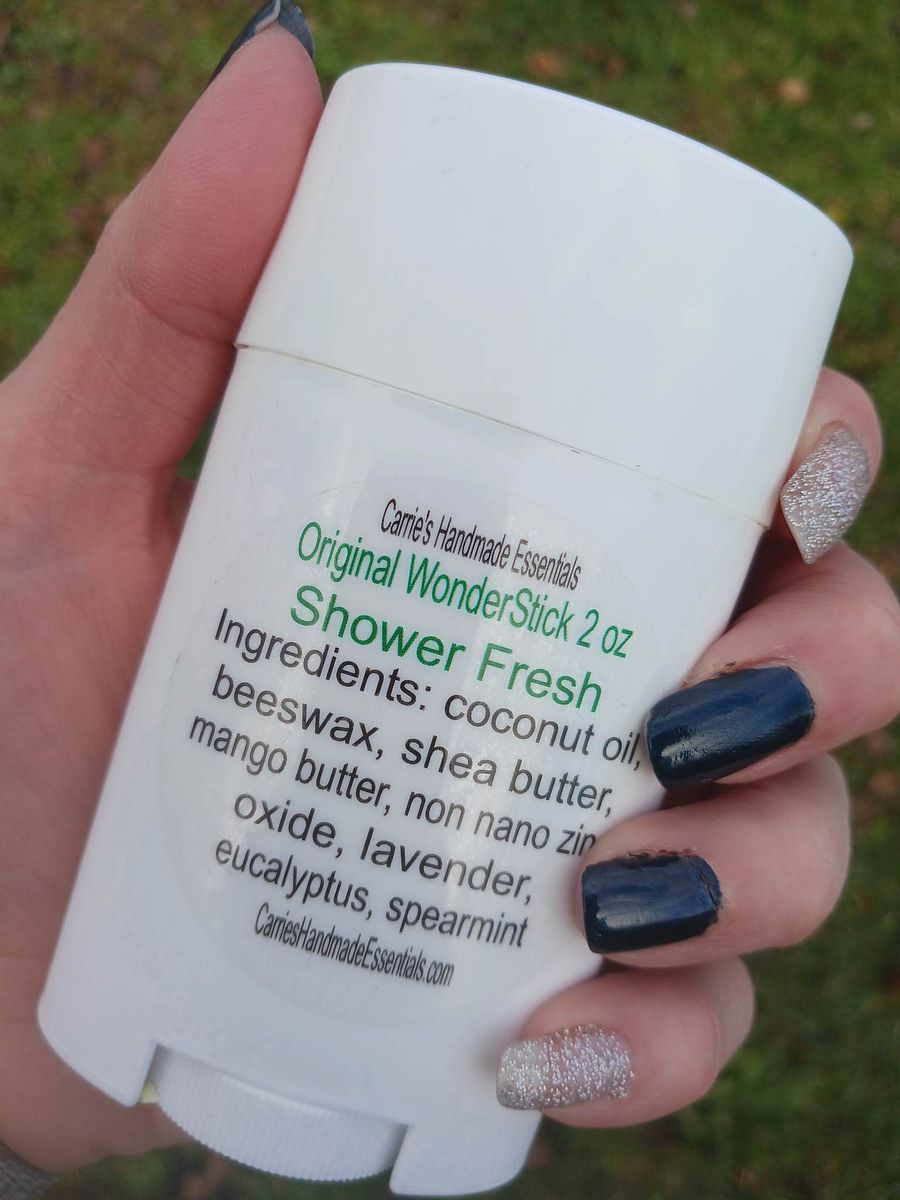 Carrie's Handmade Essentials
Original WonderStick 2 oz
Shower Fresh
Ingredients: coconut oil,
beeswax, shea butter,
mango butter, non nano zin
oxide, lavender,
eucalyptus, spearmint
CarriesHandmadeEssentials.com